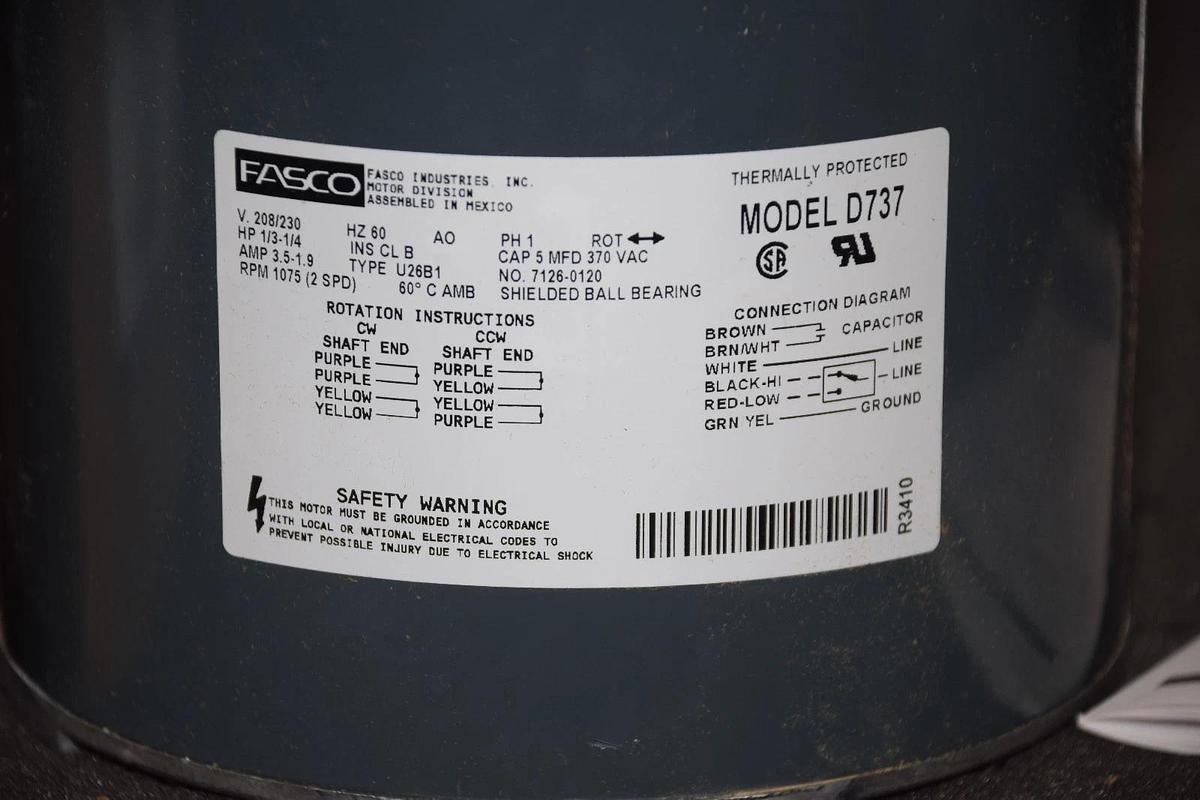 FASCO
FASCO INDUSTRIES, INC.
MOTOR DIVISION
ASSEMBLED IN MEXICO
THERMALLY PROTECTED
MODEL D737
V. 208/230
HP 1/3-1/4
AMP 3.5-1.9
RPM 1075 (2 SPD)
HZ 60 AO
INS CL B
TYPE U26B1
60° C AMB
PH 1 ROT ↔
CAP 5 MFD 370 VAC
NO. 7126-0120
SHIELDED BALL BEARING
SA
RU
ROTATION INSTRUCTIONS
CW
SHAFT END
PURPLE
PURPLE
YELLOW
YELLOW
CCW
SHAFT END
PURPLE
YELLOW
YELLOW
PURPLE
CONNECTION DIAGRAM
BROWN
BRN/WHT
CAPACITOR
WHITE LINE
BLACK-HI
RED-LOW
LINE
GRN YEL GROUND
SAFETY WARNING
THIS MOTOR MUST BE GROUNDED IN ACCORDANCE
WITH LOCAL OR NATIONAL ELECTRICAL CODES TO
PREVENT POSSIBLE INJURY DUE TO ELECTRICAL SHOCK
R3410